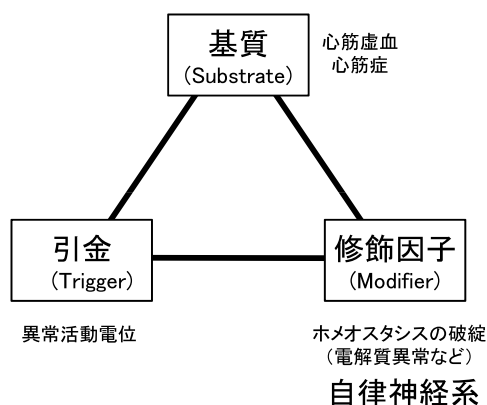 基質
(Substrate)
心筋虚血
心筋症
引金
(Trigger)
修飾因子
(Modifier)
異常活動電位
ホメオスタシスの破綻
(電解質異常など)
自律神経系